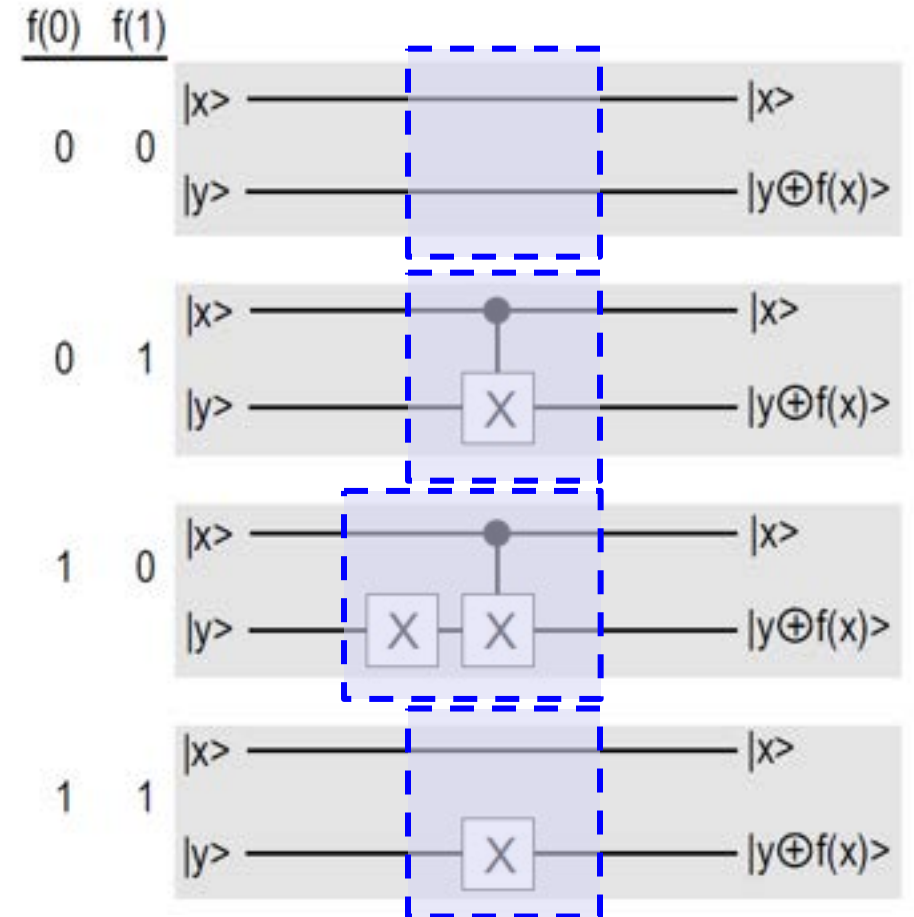 f(0) f(1)
|x> |x>
0 0
|y> |y⊕f(x)>
|x> |x>
0 1
X
|y> |y⊕f(x)>
|x> |x>
1 0
|y> X X |y⊕f(x)>
|x> |x>
1 1
|y> X |y⊕f(x)>